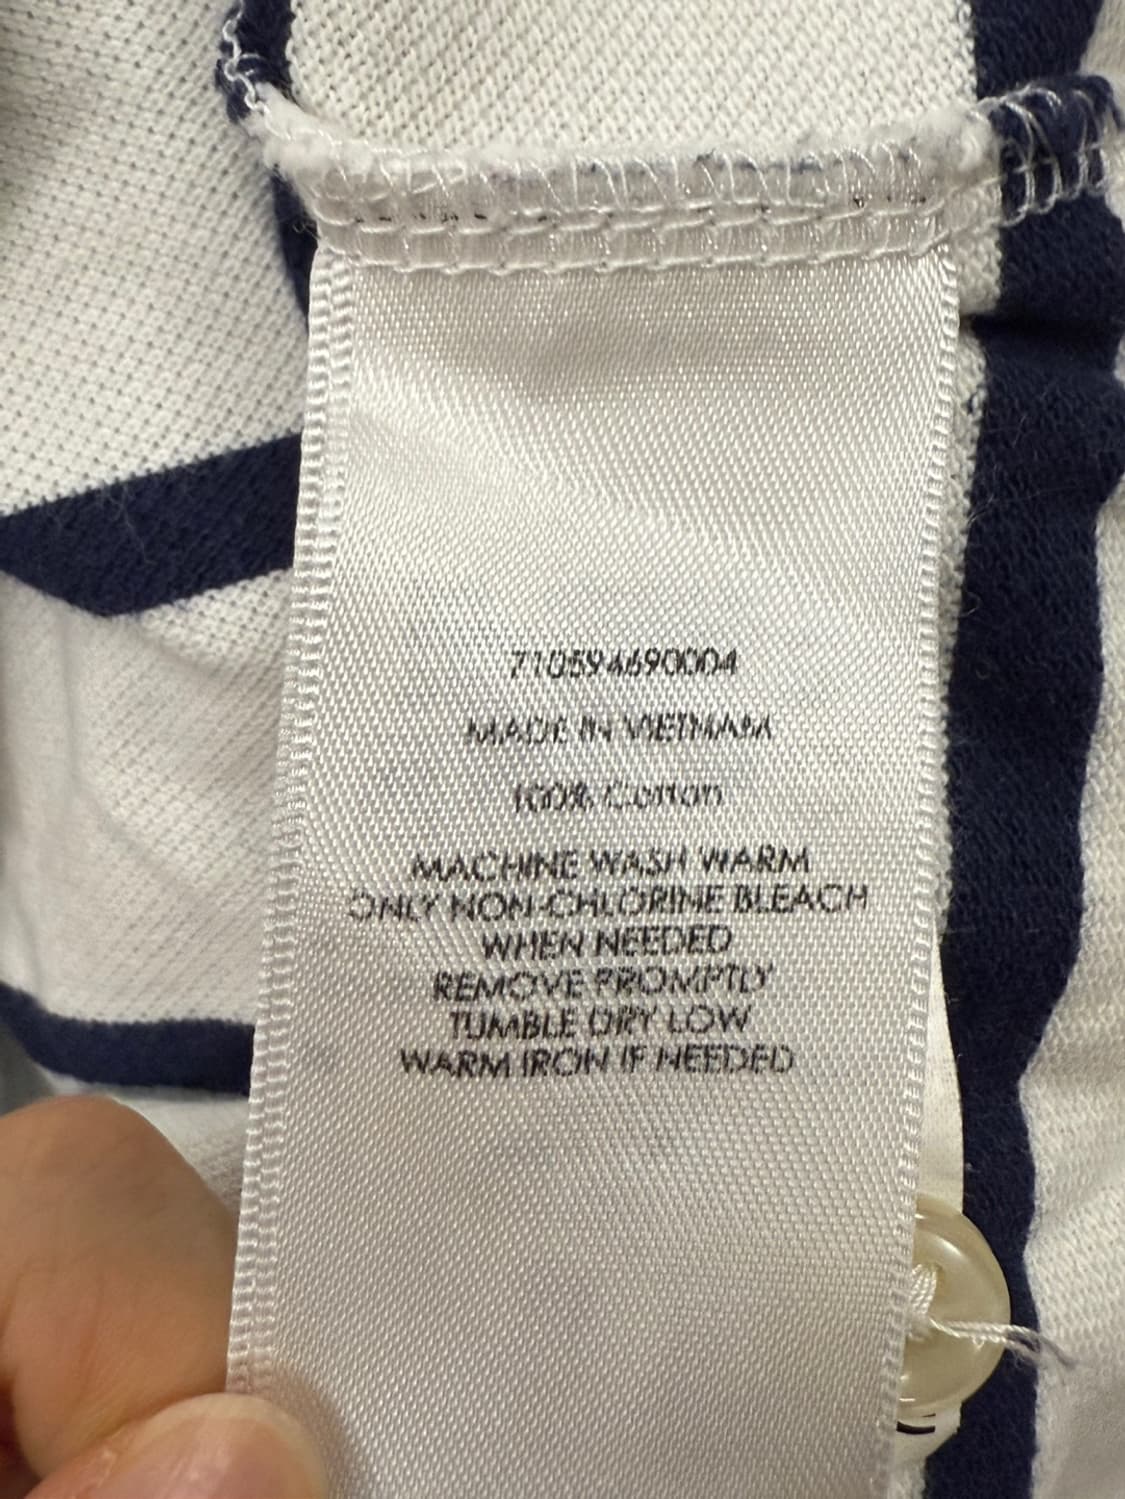 710594690004
MADE IN VIETNAM
100% Cotton
MACHINE WASH WARM
ONLY NON-CHLORINE BLEACH
WHEN NEEDED
REMOVE PROMPTLY
TUMBLE DRY LOW
WARM IRON IF NEEDED